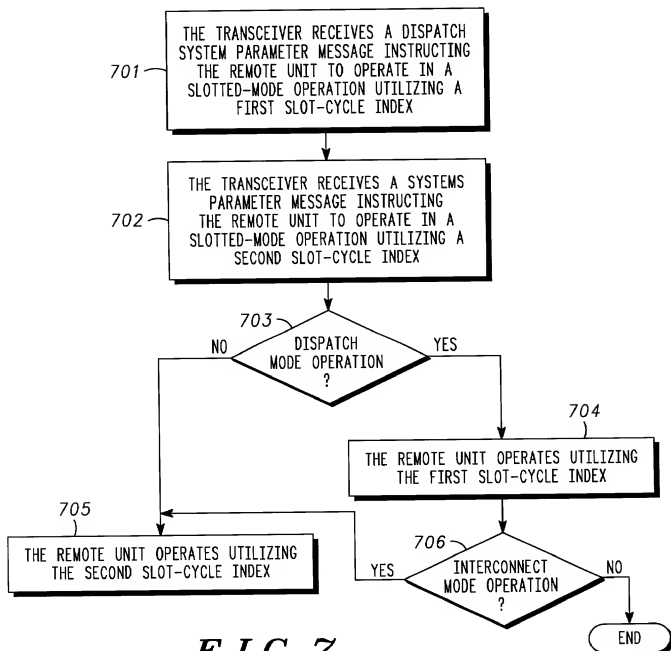 THE TRANSCEIVER RECEIVES A DISPATCH
SYSTEM PARAMETER MESSAGE INSTRUCTING
THE REMOTE UNIT TO OPERATE IN A
SLOTTED-MODE OPERATION UTILIZING A
FIRST SLOT-CYCLE INDEX
701
THE TRANSCEIVER RECEIVES A SYSTEMS
PARAMETER MESSAGE INSTRUCTING
THE REMOTE UNIT TO OPERATE IN A
SLOTTED-MODE OPERATION UTILIZING A
SECOND SLOT-CYCLE INDEX
702
703
NO
DISPATCH
MODE OPERATION
?
YES
704
THE REMOTE UNIT OPERATES UTILIZING
THE FIRST SLOT-CYCLE INDEX
705
THE REMOTE UNIT OPERATES UTILIZING
THE SECOND SLOT-CYCLE INDEX
706
YES
INTERCONNECT
MODE OPERATION
?
NO
END
FIG. 7